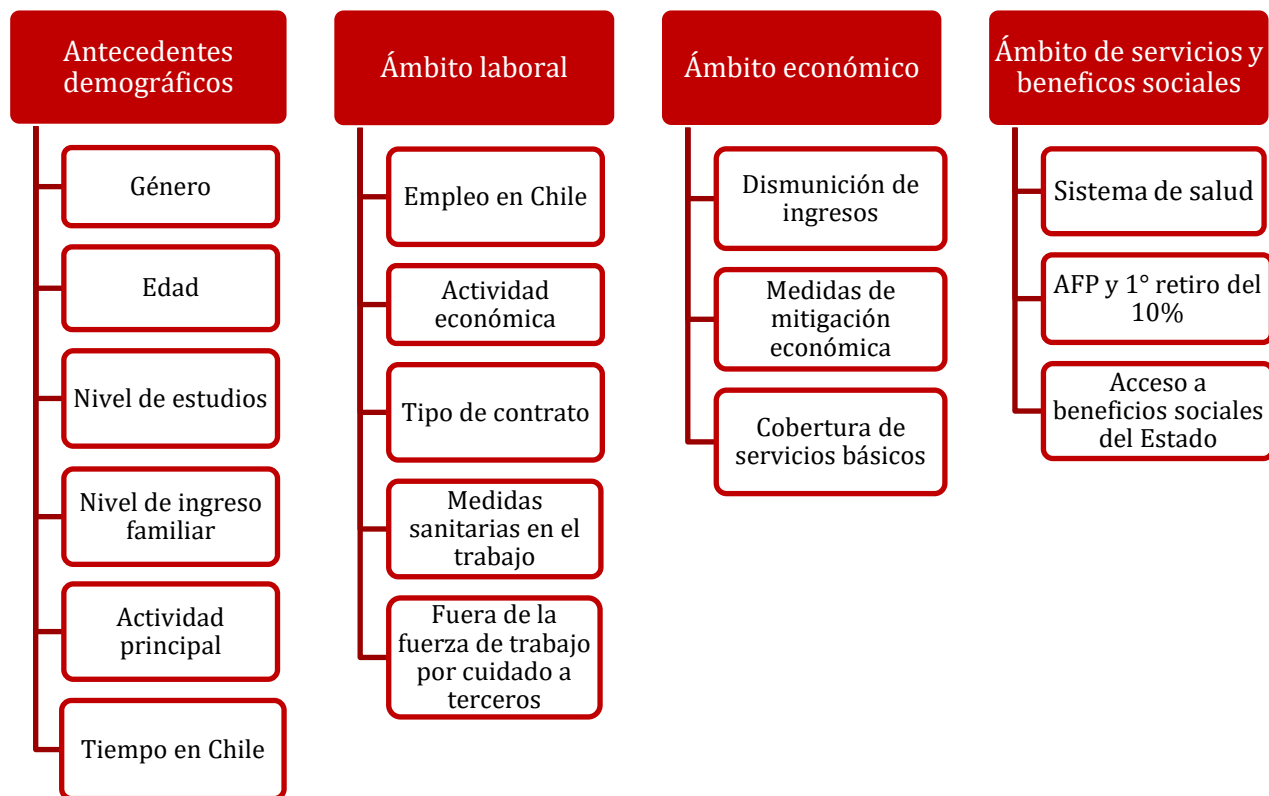 Antecedentes
demográficos
Género
Edad
Nivel de estudios
Nivel de ingreso
familiar
Actividad
principal
Tiempo en Chile
Ámbito laboral
Empleo en Chile
Actividad
económica
Tipo de contrato
Medidas
sanitarias en el
trabajo
Fuera de la
fuerza de trabajo
por cuidado a
terceros
Ámbito económico
Dismunición de
ingresos
Medidas de
mitigación
económica
Cobertura de
servicios básicos
Ámbito de servicios y
beneficos sociales
Sistema de salud
AFP y 1° retiro del
10%
Acceso a
beneficios sociales
del Estado